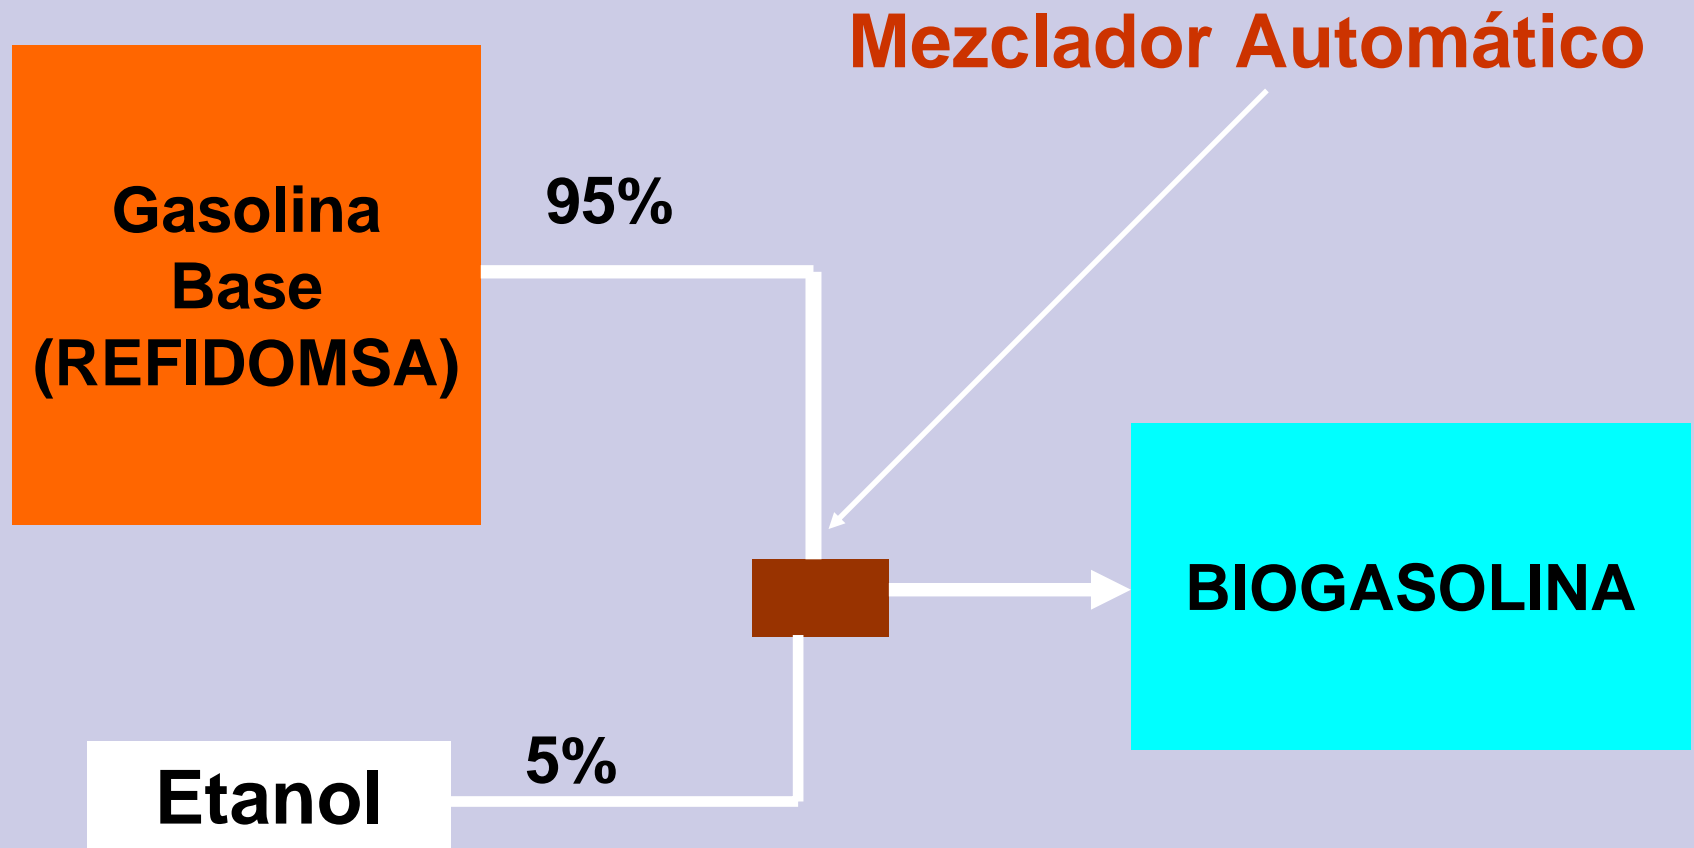 Mezclador Automático
Gasolina
Base
(REFIDOMSA)
95%
BIOGASOLINA
5%
Etanol